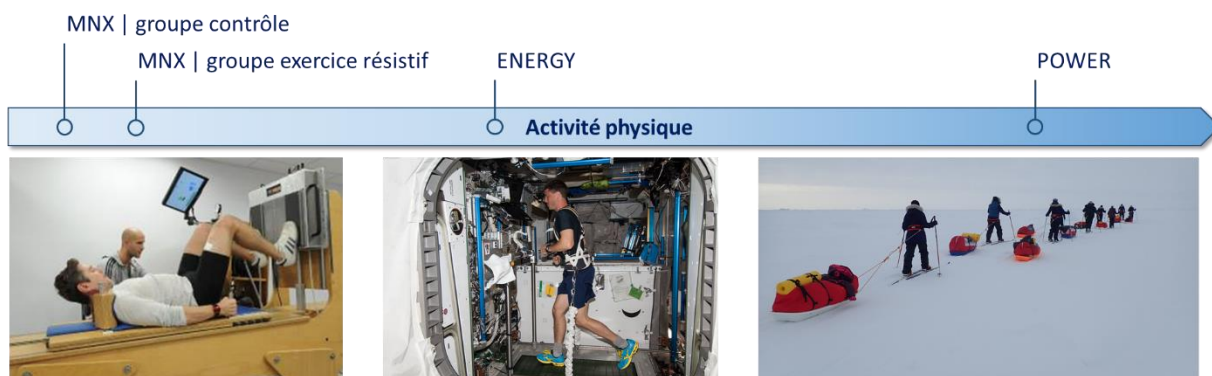 MNX | groupe contrôle
MNX | groupe exercice résistif
ENERGY
POWER
Activité physique